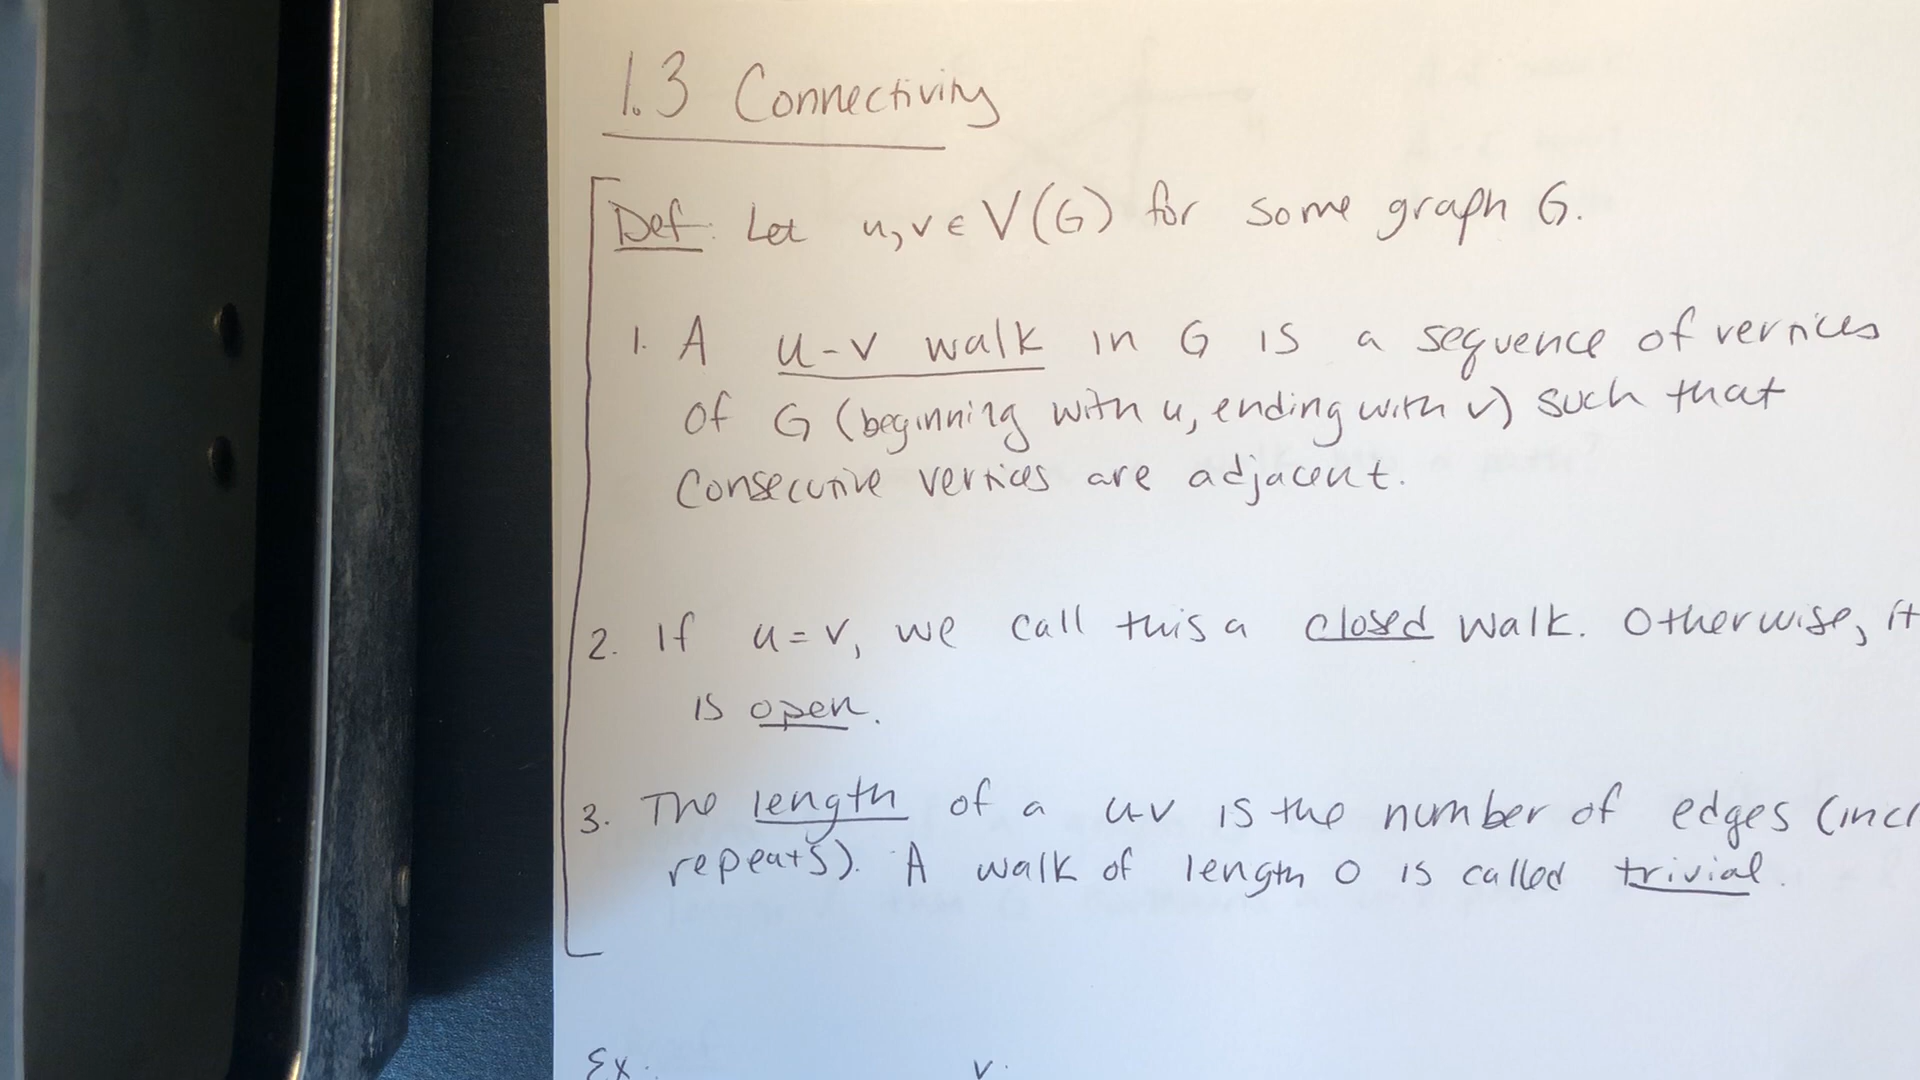 1.3 Connectivity
Def: Let u, v ∈ V(G) for some graph G.
1. A u-v walk in G is a sequence of vertices
of G (beginning with u, ending with v) such that
consecutive vertices are adjacent.
2. If u = v, we call this a closed walk. Otherwise, it
is open.
3. The length of a u-v is the number of edges (incl
repeats). A walk of length 0 is called trivial.
Ex. v.